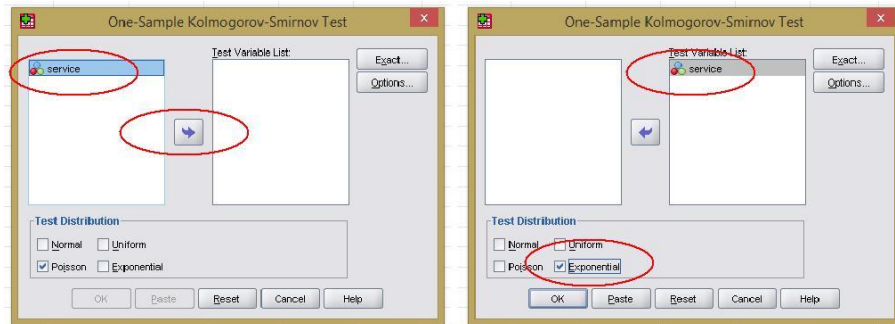 One-Sample Kolmogorov-Smirnov Test
x
service
Test Variable List:
Exact...
Options...
Test Distribution
Normal Uniform
Poisson Exponential
OK Paste Reset Cancel Help
One-Sample Kolmogorov-Smirnov Test
x
Test Variable List:
service
Exact...
Options...
Test Distribution
Normal Uniform
Poisson Exponential
OK Paste Reset Cancel Help